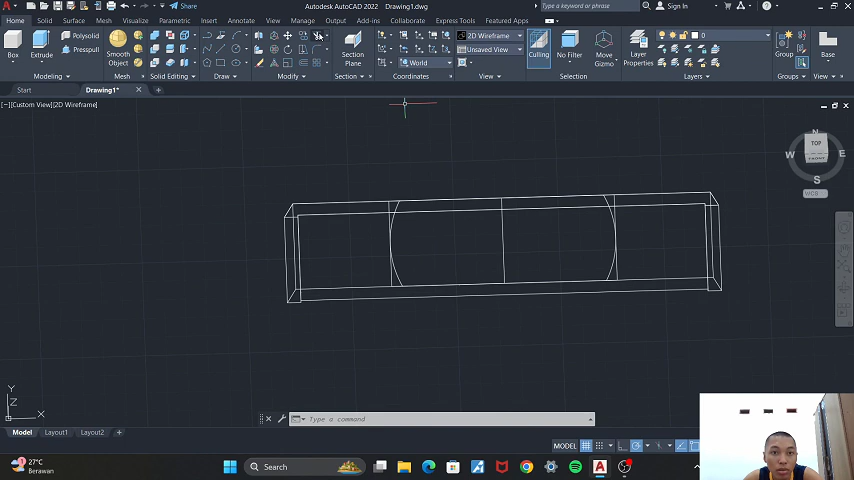 Share
Autodesk AutoCAD 2022 Drawing1.dwg
Type a keyword or phrase
Sign In
Home Solid Surface Mesh Visualize Parametric Insert Annotate View Manage Output Add-ins Collaborate Express Tools Featured Apps
Box
Extrude
Polysolid
Presspull
Smooth Object
Section Plane
World
2D Wireframe
Unsaved View
Culling
No Filter
Move Gizmo
Layer Properties
0
Group
Base
Modeling Mesh Solid Editing Draw Modify Section Coordinates View Selection Layers Groups View
Start Drawing1*
[−][Custom View][2D Wireframe]
N
W TOP E
FRONT
S
WCS
Y
Z
X
Type a command
Model Layout1 Layout2
MODEL
27°C
Berawan
Search